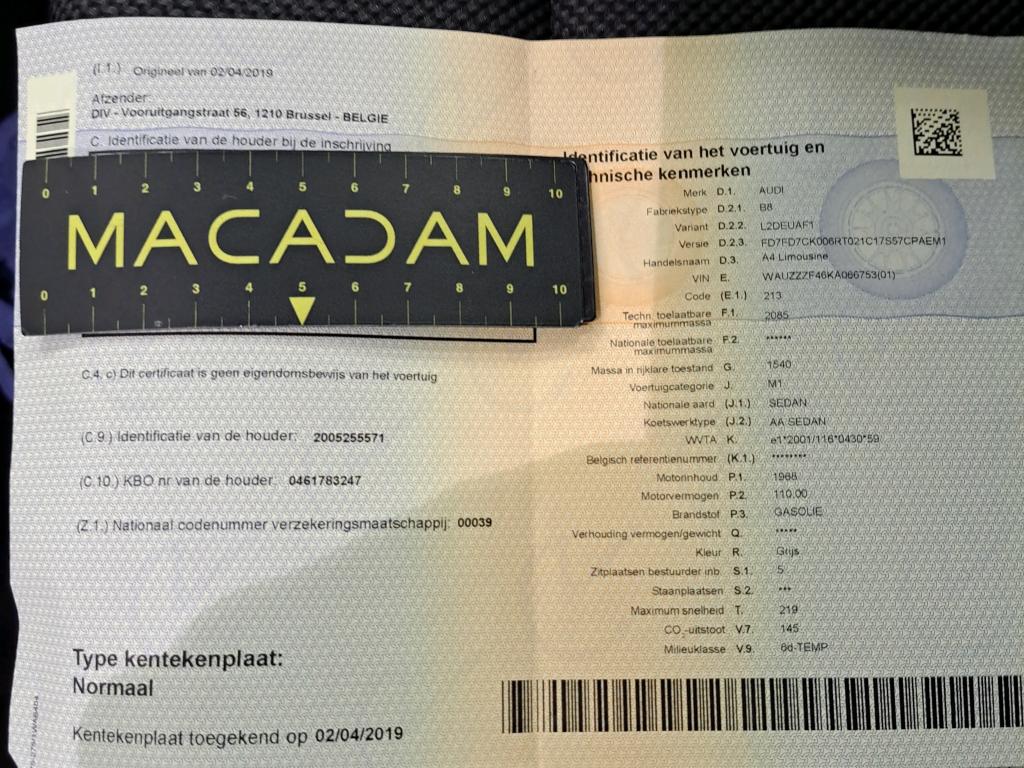 (I.1.) Origineel van 02/04/2019
Afzender:
DIV - Vooruitgangstraat 56, 1210 Brussel - BELGIE
C. Identificatie van de houder bij de inschrijving
0 1 2 3 4 5 6 7 8 9 10
MACADAM
0 1 2 3 4 5 6 7 8 9 10
C.4. c) Dit certificaat is geen eigendomsbewijs van het voertuig
(C.9.) Identificatie van de houder: 2005255571
(C.10.) KBO nr van de houder: 0461783247
(Z.1.) Nationaal codenummer verzekeringsmaatschappij: 00039
Type kentekenplaat:
Normaal
Kentekenplaat toegekend op 02/04/2019
Identificatie van het voertuig en
hnische kenmerken
Merk D.1. AUDI
Fabriekstype D.2.1. B8
Variant D.2.2. L2DEUAF1
Versie D.2.3. FD7FD7CK006RT021C17S57CPAEM1
Handelsnaam D.3. A4 Limousine
VIN E. WAUZZZF46KA066753(01)
Code (E.1.) 213
Techn. toelaatbare F.1. 2085
maximummassa
Nationale toelaatbare F.2. ******
maximummassa
Massa in rijklare toestand G. 1540
Voertuigcategorie J. M1
Nationale aard (J.1.) SEDAN
Koetswerktype (J.2.) AA SEDAN
WVTA K. e1*2001/116*0430*59
Belgisch referentienummer (K.1.) ********
Motorinhoud P.1. 1968
Motorvermogen P.2. 110.00
Brandstof P.3. GASOLIE
Verhouding vermogen/gewicht Q. *****
Kleur R. Grijs
Zitplaatsen bestuurder inb. S.1. 5
Staanplaatsen S.2. ***
Maximum snelheid T. 219
CO₂-uitstoot V.7. 145
Milieuklasse V.9. 6d-TEMP